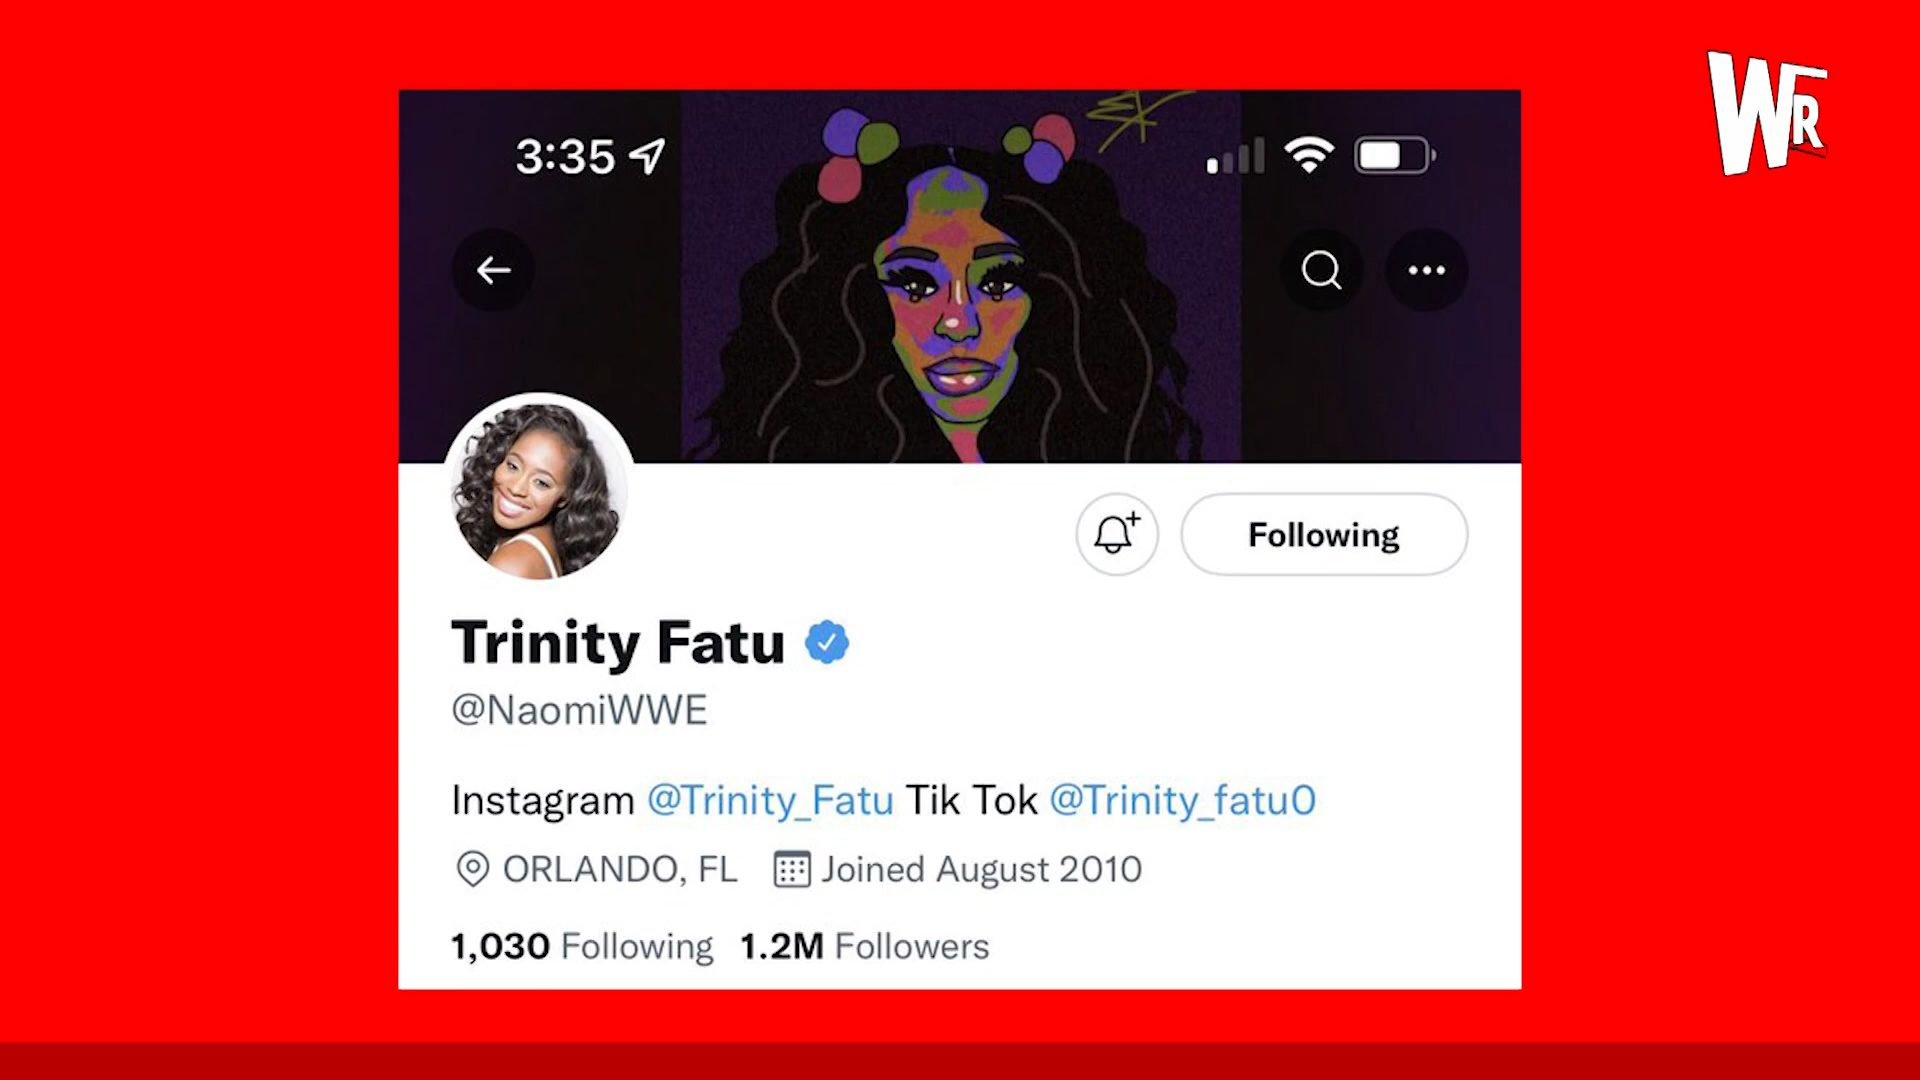 WFR
3:35
Following
Trinity Fatu
@NaomiWWE
Instagram @Trinity_Fatu Tik Tok @Trinity_fatu0
ORLANDO, FL Joined August 2010
1,030 Following 1.2M Followers